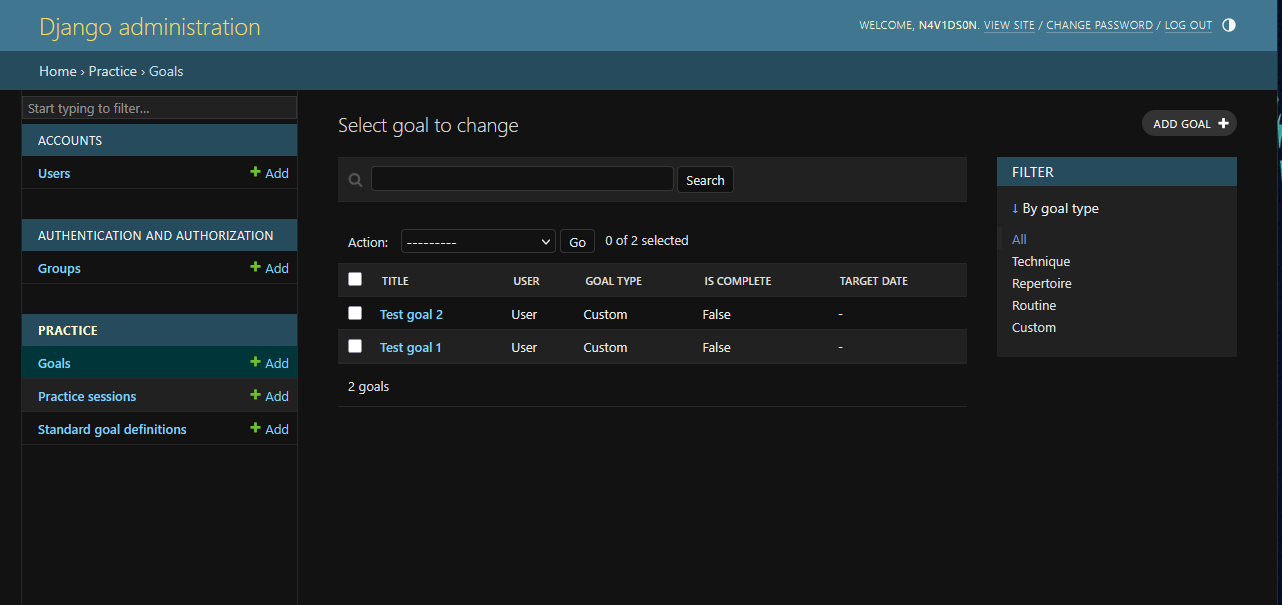 Django administration
WELCOME, N4V1DS0N. VIEW SITE / CHANGE PASSWORD / LOG OUT
Home › Practice › Goals
Start typing to filter...
ACCOUNTS
Users + Add
AUTHENTICATION AND AUTHORIZATION
Groups + Add
PRACTICE
Goals + Add
Practice sessions + Add
Standard goal definitions + Add
Select goal to change
ADD GOAL +
Search
Action: --------- Go 0 of 2 selected
TITLE USER GOAL TYPE IS COMPLETE TARGET DATE
Test goal 2 User Custom False -
Test goal 1 User Custom False -
2 goals
FILTER
↓ By goal type
All
Technique
Repertoire
Routine
Custom